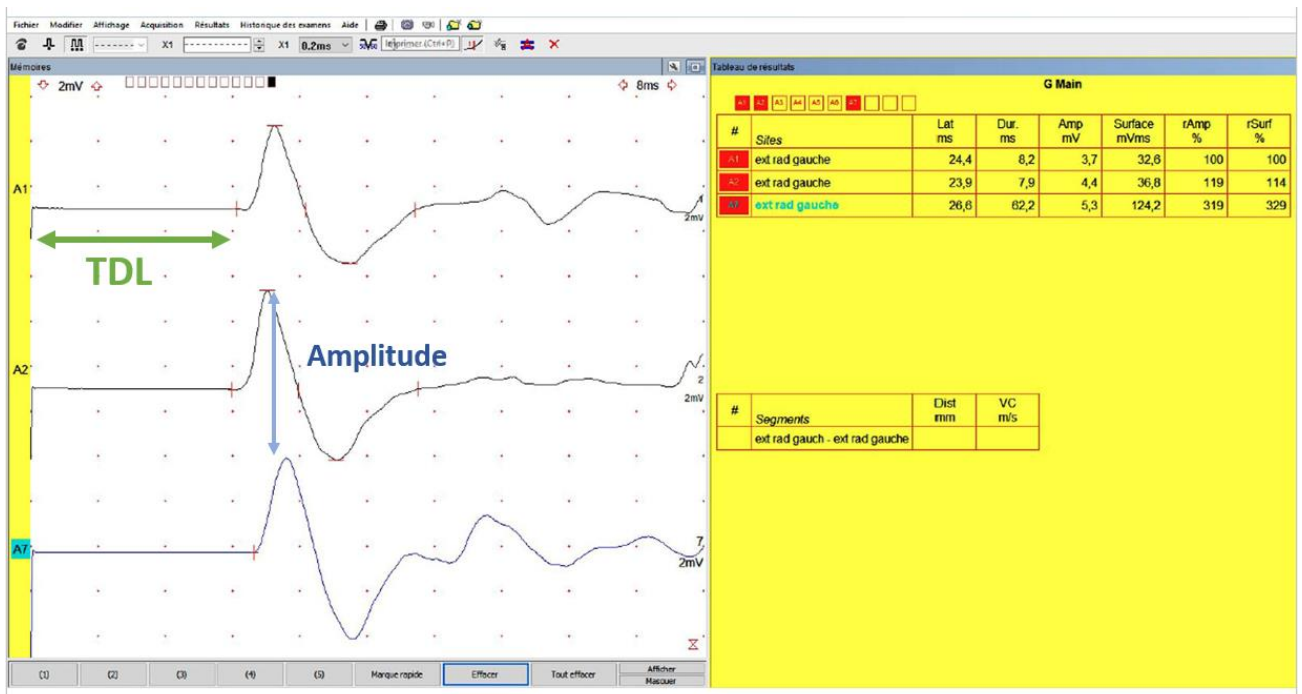 Fichier Modifier Affichage Acquisition Résultats Historique des examens Aide
X1 X1 0.2ms Imprimer (Ctrl+P)
Mémoires
2mV 8ms
A1
1
2mV
TDL
A2
Amplitude
2
2mV
A7
7
2mV
(1) (2) (3) (4) (5) Marque rapide Effacer Tout effacer Afficher
Masquer
Tableau de résultats
G Main
A1 A2 A3 A4 A5 A6 A7
# Sites Lat ms Dur. ms Amp mV Surface mVms rAmp % rSurf %
A1 ext rad gauche 24,4 8,2 3,7 32,6 100 100
A2 ext rad gauche 23,9 7,9 4,4 36,8 119 114
A7 ext rad gauche 26,6 62,2 5,3 124,2 319 329
# Segments Dist mm VC m/s
ext rad gauch - ext rad gauche